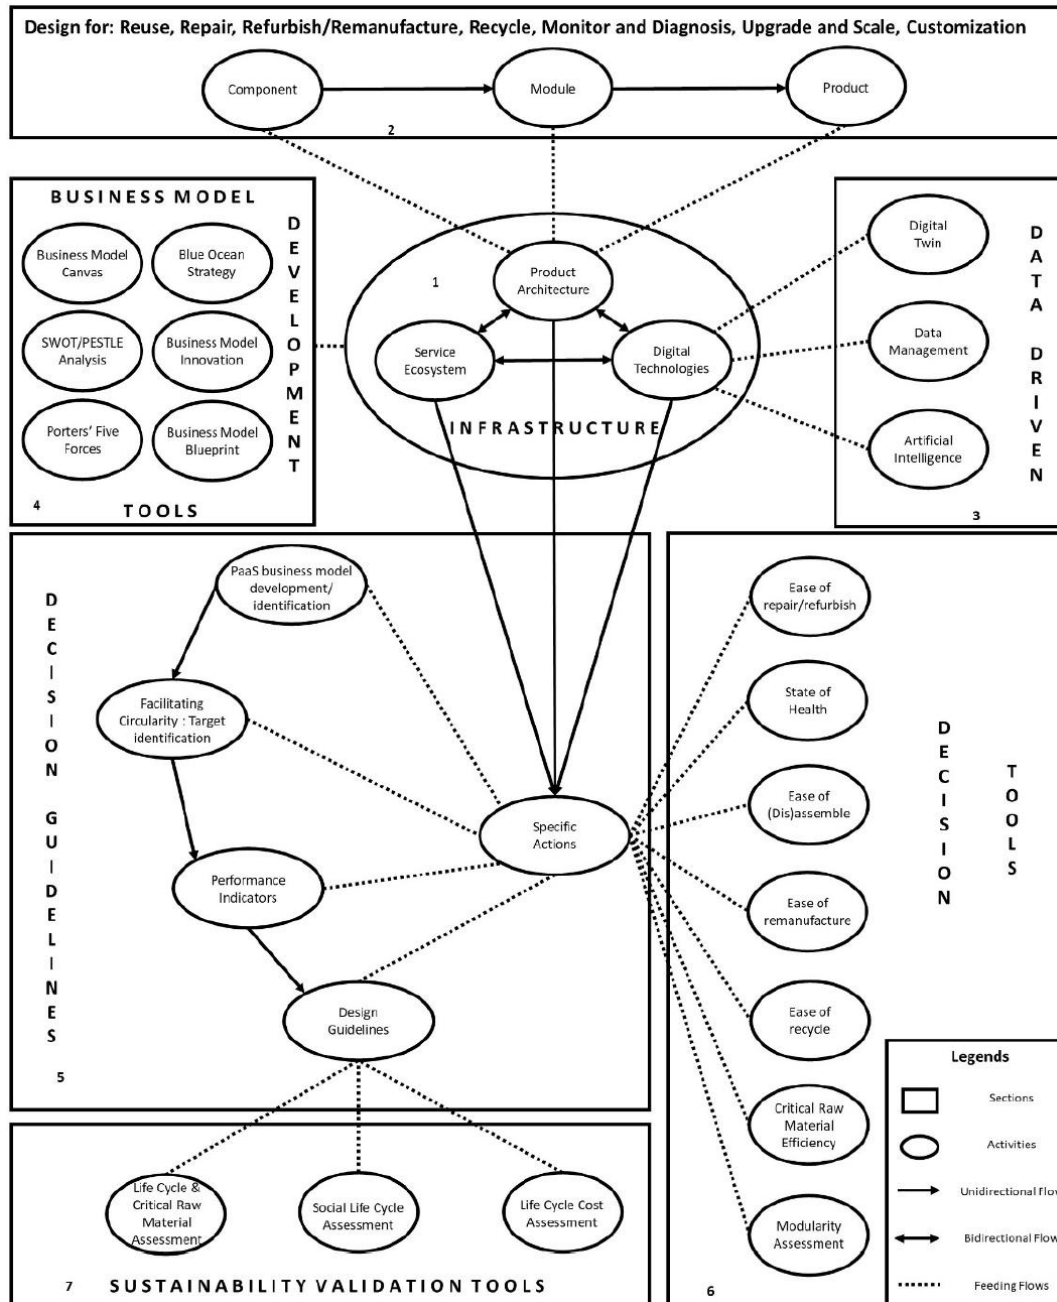 Design for: Reuse, Repair, Refurbish/Remanufacture, Recycle, Monitor and Diagnosis, Upgrade and Scale, Customization
Component
Module
Product
2
BUSINESS MODEL
DEVELOPMENT
TOOLS
Business Model
Canvas
Blue Ocean
Strategy
SWOT/PESTLE
Analysis
Business Model
Innovation
Porters' Five
Forces
Business Model
Blueprint
4
1
Product
Architecture
Service
Ecosystem
Digital
Technologies
INFRASTRUCTURE
Digital
Twin
Data
Management
Artificial
Intelligence
DATA DRIVEN
3
DECISION GUIDELINES
PaaS business model
development/
identification
Facilitating
Circularity : Target
identification
Performance
Indicators
Design
Guidelines
Specific
Actions
5
Ease of
repair/refurbish
State of
Health
Ease of
(Dis)assemble
Ease of
remanufacture
Ease of
recycle
Critical Raw
Material
Efficiency
Modularity
Assessment
DECISION
TOOLS
6
Legends
Sections
Activities
Unidirectional Flow
Bidirectional Flow
Feeding Flows
Life Cycle &
Critical Raw
Material
Assessment
Social Life Cycle
Assessment
Life Cycle Cost
Assessment
7
SUSTAINABILITY VALIDATION TOOLS